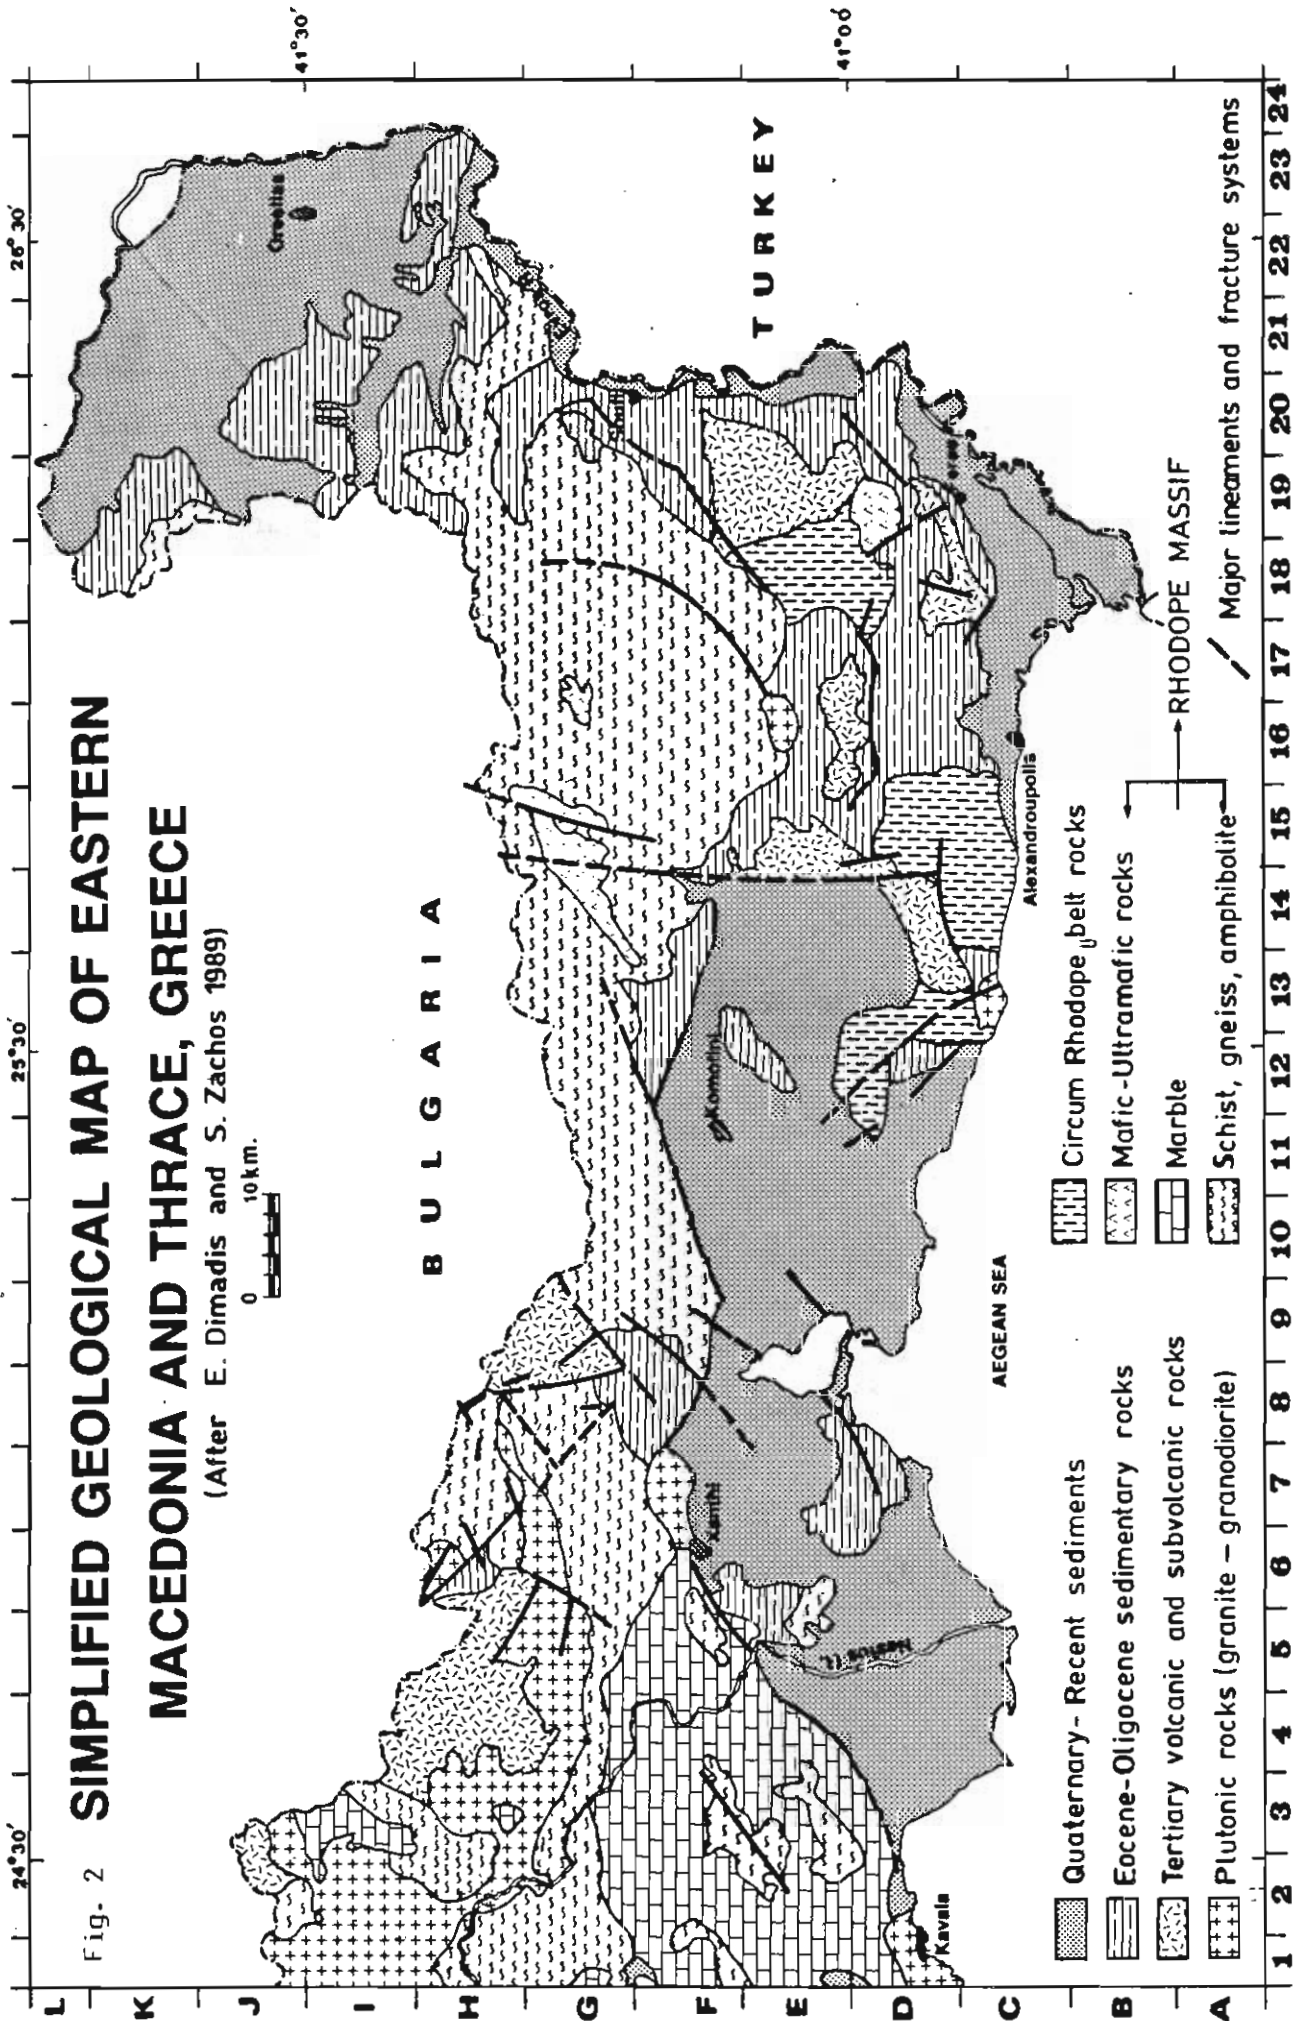 Fig. 2 SIMPLIFIED GEOLOGICAL MAP OF EASTERN
MACEDONIA AND THRACE, GREECE
(After E. Dimadis and S. Zachos 1989)
0 10km.
24°30'
25°30'
26°30'
41°30'
41°00'
L
K
J
I
H
G
F
E
D
C
B
A
BULGARIA
TURKEY
Orestias
Komotini
Xanthi
Nestos R.
Kavala
Alexandroupolis
AEGEAN SEA
Quaternary-Recent sediments
Eocene-Oligocene sedimentary rocks
Tertiary volcanic and subvolcanic rocks
Plutonic rocks (granite - granodiorite)
Circum Rhodope belt rocks
Mafic-Ultramafic rocks
Marble
Schist, gneiss, amphibolite
RHODOPE MASSIF
Major lineaments and fracture systems
1 2 3 4 5 6 7 8 9 10 11 12 13 14 15 16 17 18 19 20 21 22 23 24